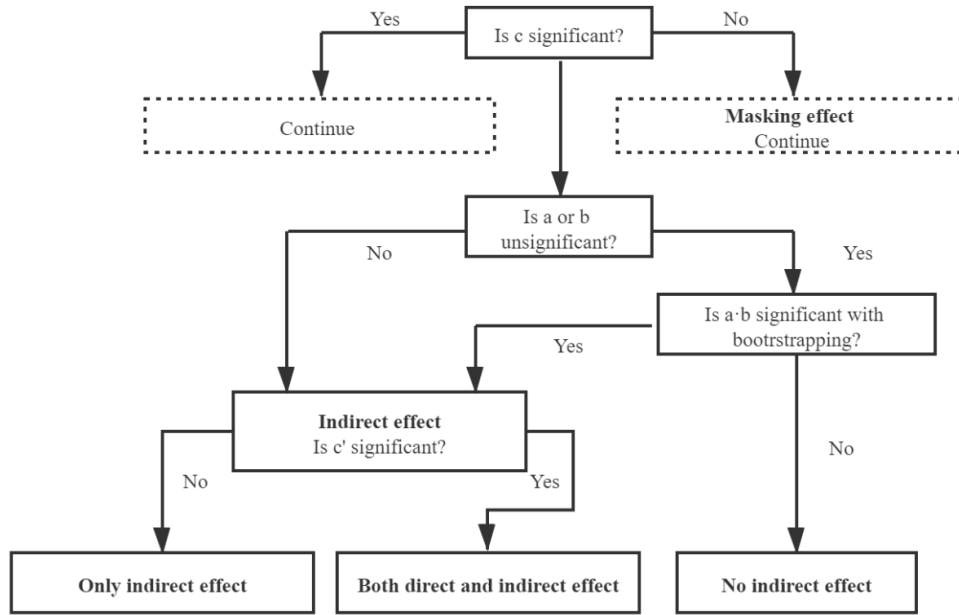 Yes
Is c significant?
No
Continue
Masking effect
Continue
Is a or b
unsignificant?
No
Yes
Is a·b significant with
bootrstrapping?
Yes
Indirect effect
Is c' significant?
No
No
Yes
Only indirect effect
Both direct and indirect effect
No indirect effect